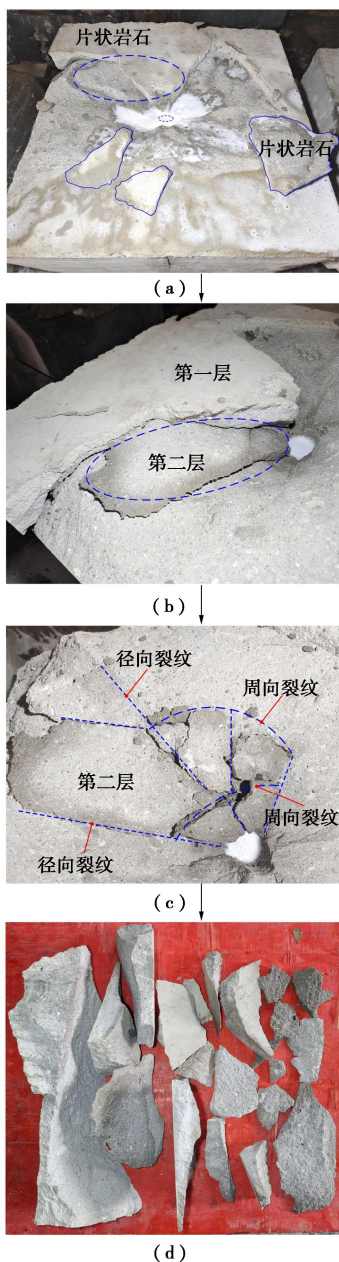 片状岩石
片状岩石
(a)
第一层
第二层
(b)
径向裂纹
周向裂纹
第二层
周向裂纹
径向裂纹
(c)
(d)